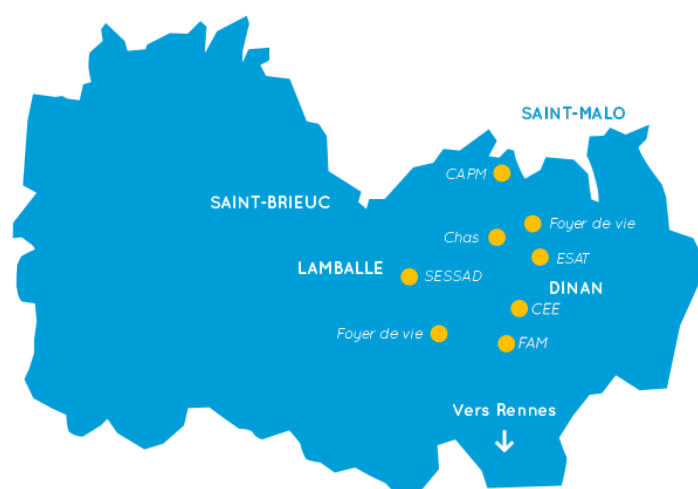 SAINT-MALO
CAPM
SAINT-BRIEUC
Foyer de vie
Chas
ESAT
LAMBALLE
SESSAD
DINAN
CEE
Foyer de vie
FAM
Vers Rennes